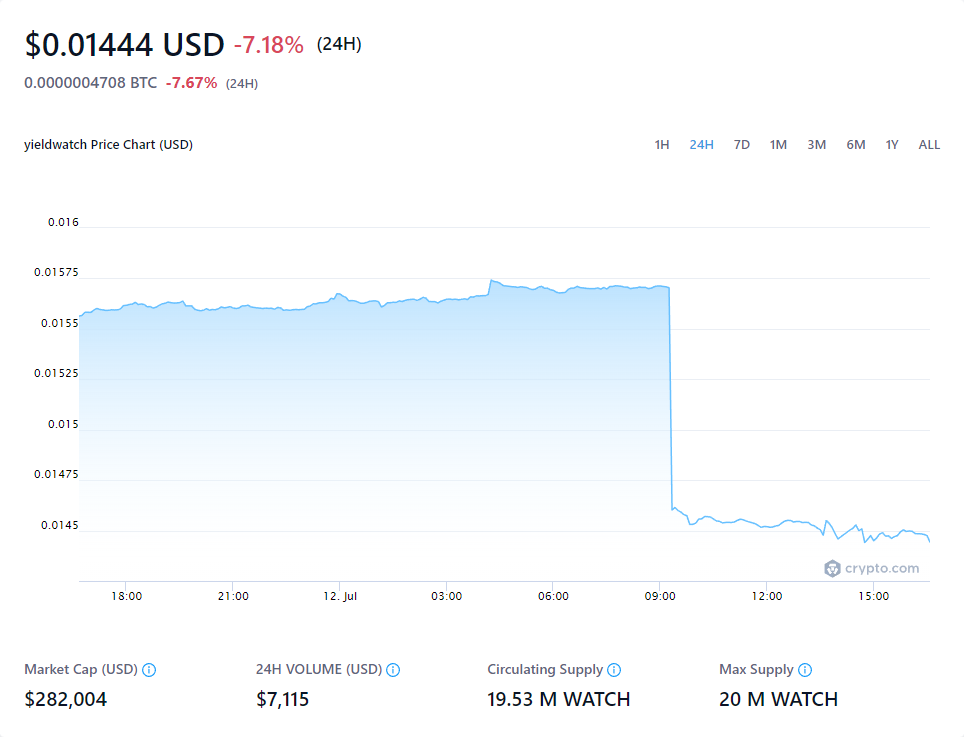 $0.01444 USD -7.18% (24H)
0.0000004708 BTC -7.67% (24H)
yieldwatch Price Chart (USD) 1H 24H 7D 1M 3M 6M 1Y ALL
0.016
0.01575
0.0155
0.01525
0.015
0.01475
0.0145
crypto.com
18:00 21:00 12. Jul 03:00 06:00 09:00 12:00 15:00
Market Cap (USD) 24H VOLUME (USD) Circulating Supply Max Supply
$282,004 $7,115 19.53 M WATCH 20 M WATCH